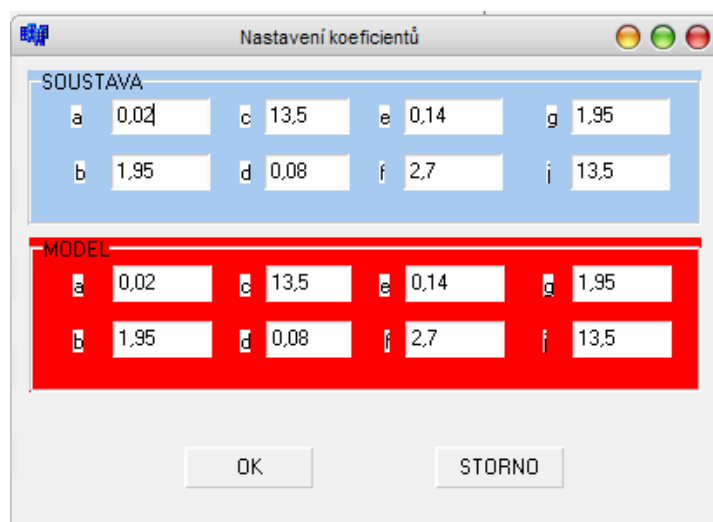 Nastavení koeficientů
SOUSTAVA
a 0,02 c 13,5 e 0,14 g 1,95
b 1,95 d 0,08 f 2,7 j 13,5
MODEL
a 0,02 c 13,5 e 0,14 g 1,95
b 1,95 d 0,08 f 2,7 j 13,5
OK STORNO